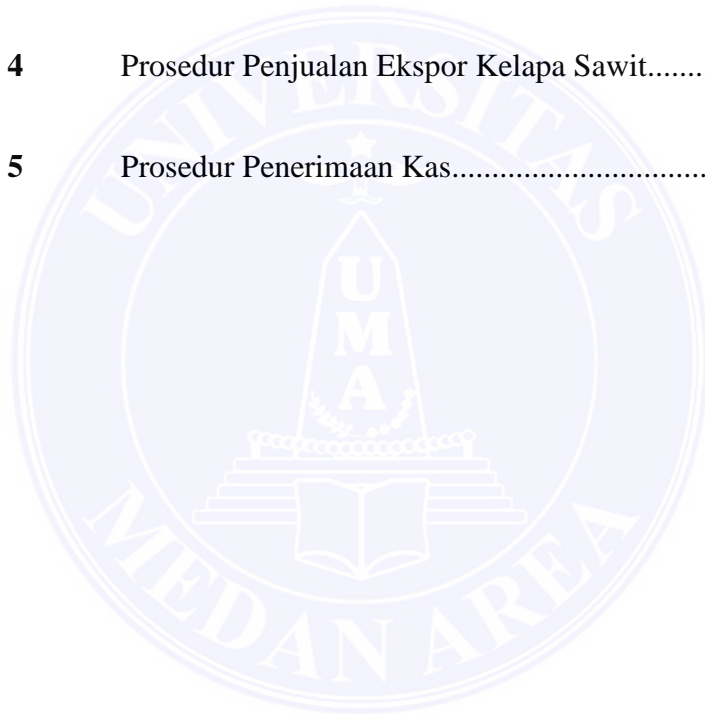 4 Prosedur Penjualan Ekspor Kelapa Sawit.......
5 Prosedur Penerimaan Kas................................
UNIVERSITAS
UMA
MEDAN AREA